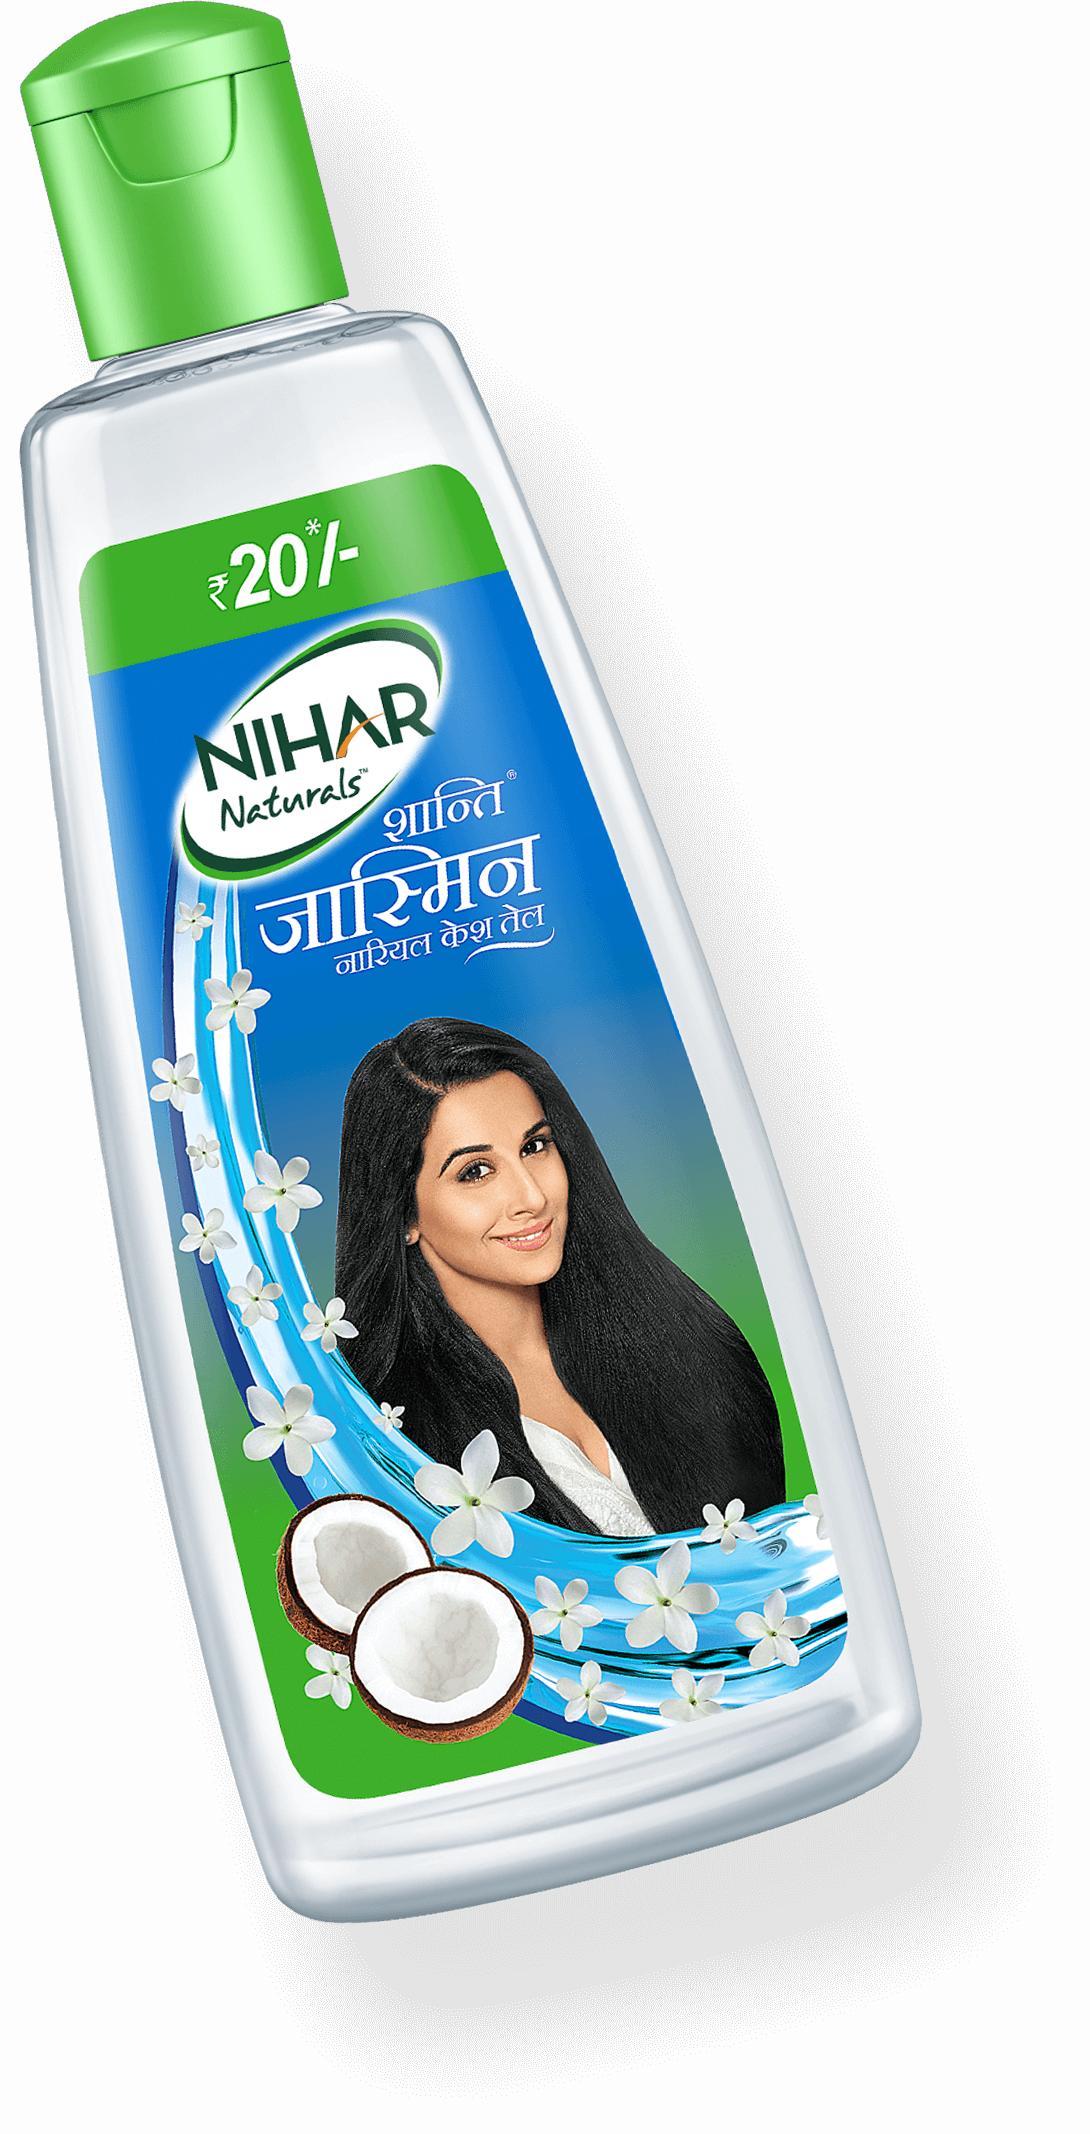 ₹20*/-
NIHAR
Naturals™
शान्ति®
जास्मिन
नारियल केश तेल